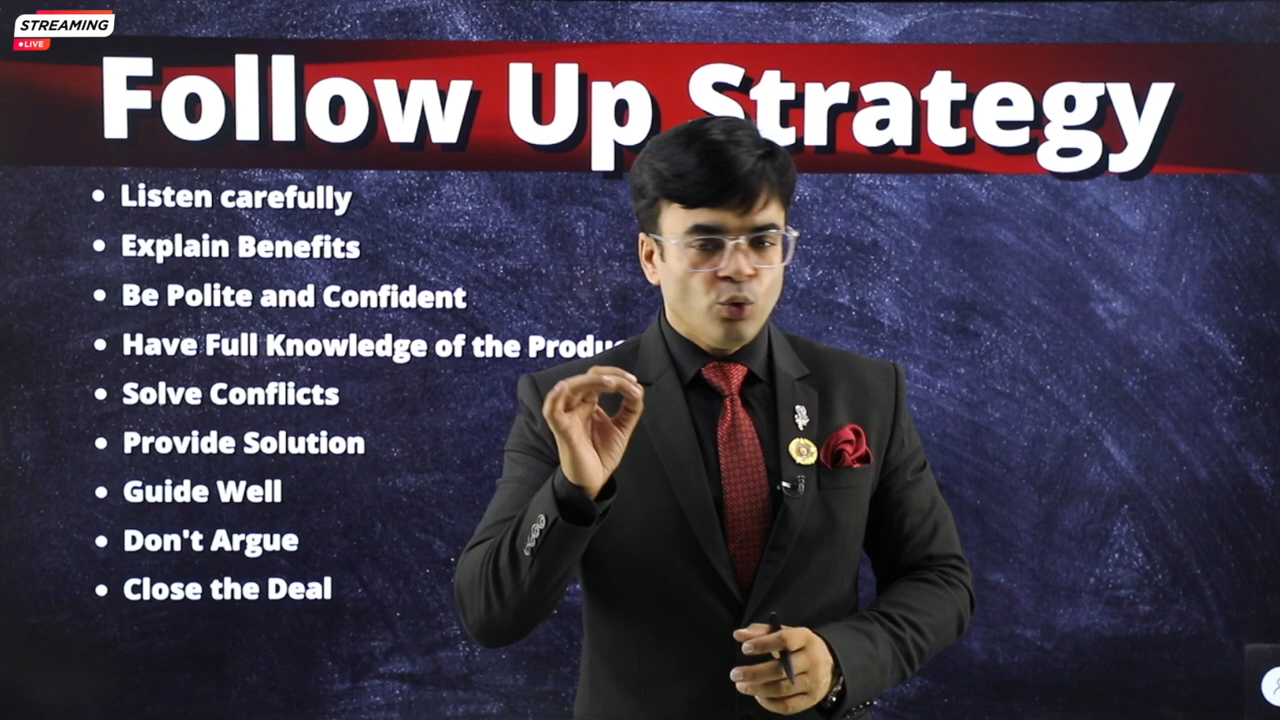 STREAMING
LIVE
Follow Up Strategy
• Listen carefully
• Explain Benefits
• Be Polite and Confident
• Have Full Knowledge of the
• Solve Conflicts
• Provide Solution
• Guide Well
• Don't Argue
• Close the Deal